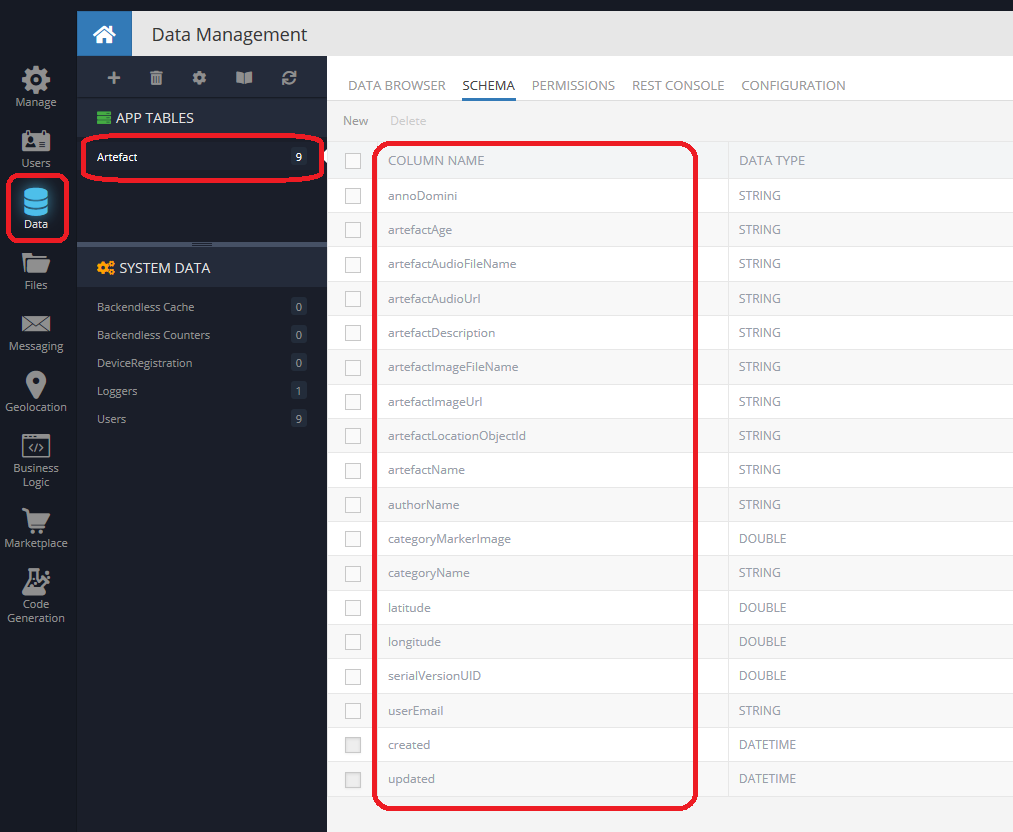 Data Management
Manage
Users
Data
Files
Messaging
Geolocation
Business
Logic
Marketplace
Code
Generation
APP TABLES
Artefact 9
SYSTEM DATA
Backendless Cache 0
Backendless Counters 0
DeviceRegistration 0
Loggers 1
Users 9
DATA BROWSER SCHEMA PERMISSIONS REST CONSOLE CONFIGURATION
New Delete
COLUMN NAME DATA TYPE
annoDomini STRING
artefactAge STRING
artefactAudioFileName STRING
artefactAudioUrl STRING
artefactDescription STRING
artefactImageFileName STRING
artefactImageUrl STRING
artefactLocationObjectId STRING
artefactName STRING
authorName STRING
categoryMarkerImage DOUBLE
categoryName STRING
latitude DOUBLE
longitude DOUBLE
serialVersionUID DOUBLE
userEmail STRING
created DATETIME
updated DATETIME